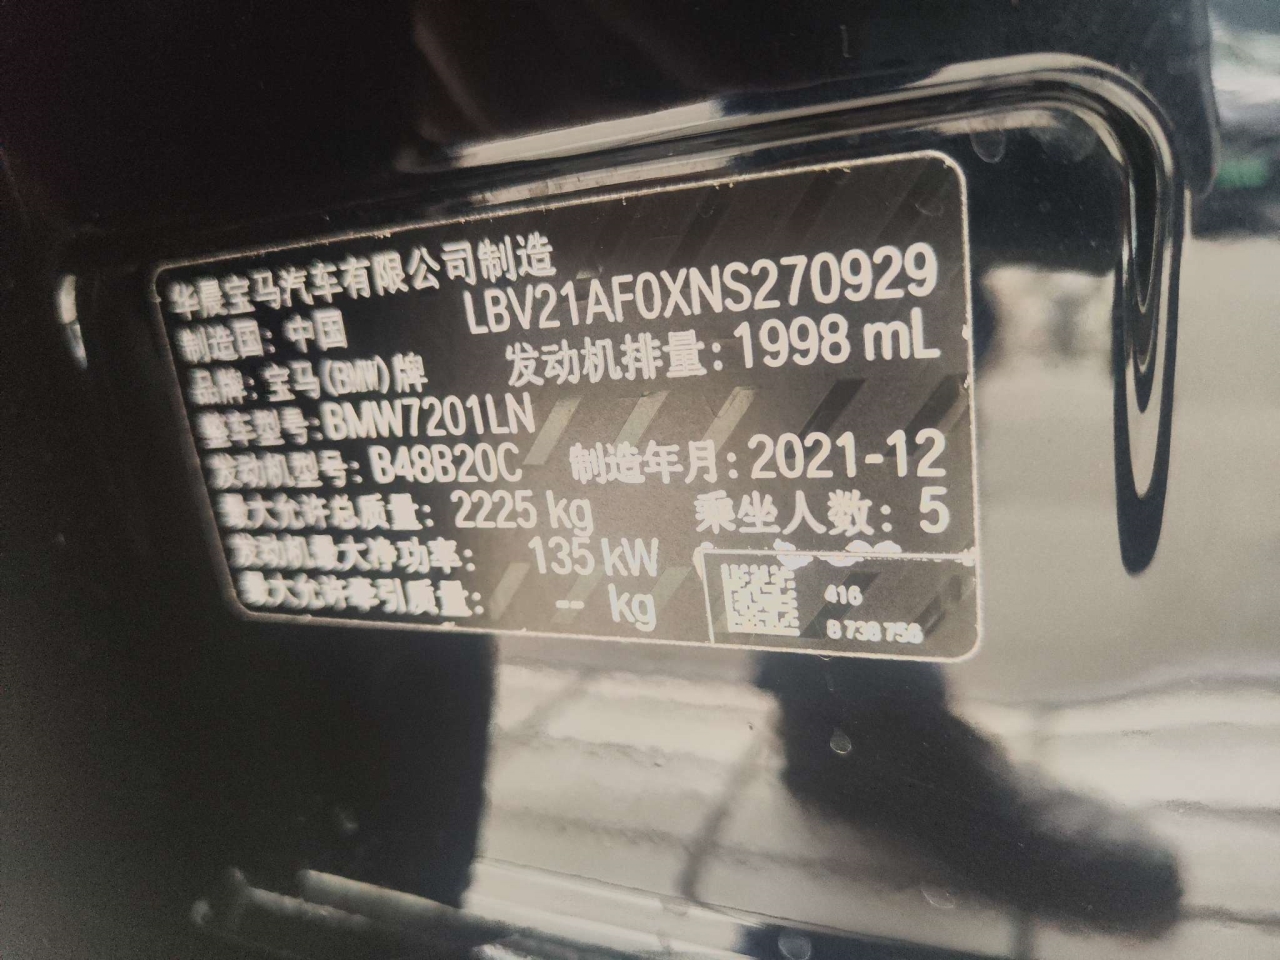 华晨宝马汽车有限公司制造
制造国: 中国 LBV21AF0XNS270929
品牌: 宝马(BMW)牌 发动机排量: 1998 mL
整车型号: BMW7201LN
发动机型号: B48B20C 制造年月: 2021-12
最大允许总质量: 2225 kg 乘坐人数: 5
发动机最大净功率: 135 kW
最大允许牵引质量: -- kg
416
8 738 756